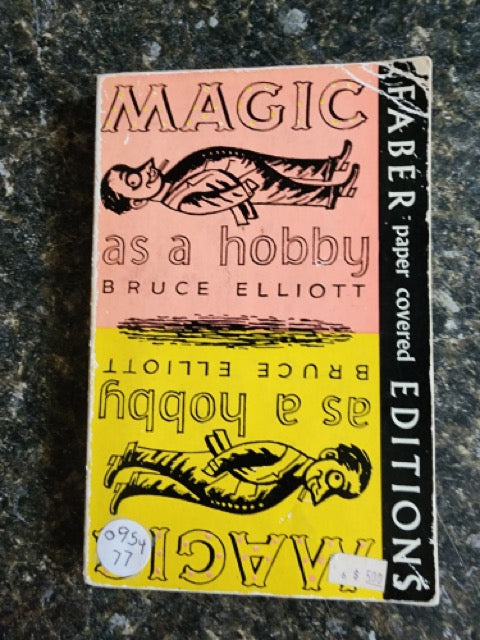 MAGIC
as a hobby
BRUCE ELLIOTT
BRUCE ELLIOTT
as a hobby
MAGIC
FABER: paper covered EDITIONS
0954
77